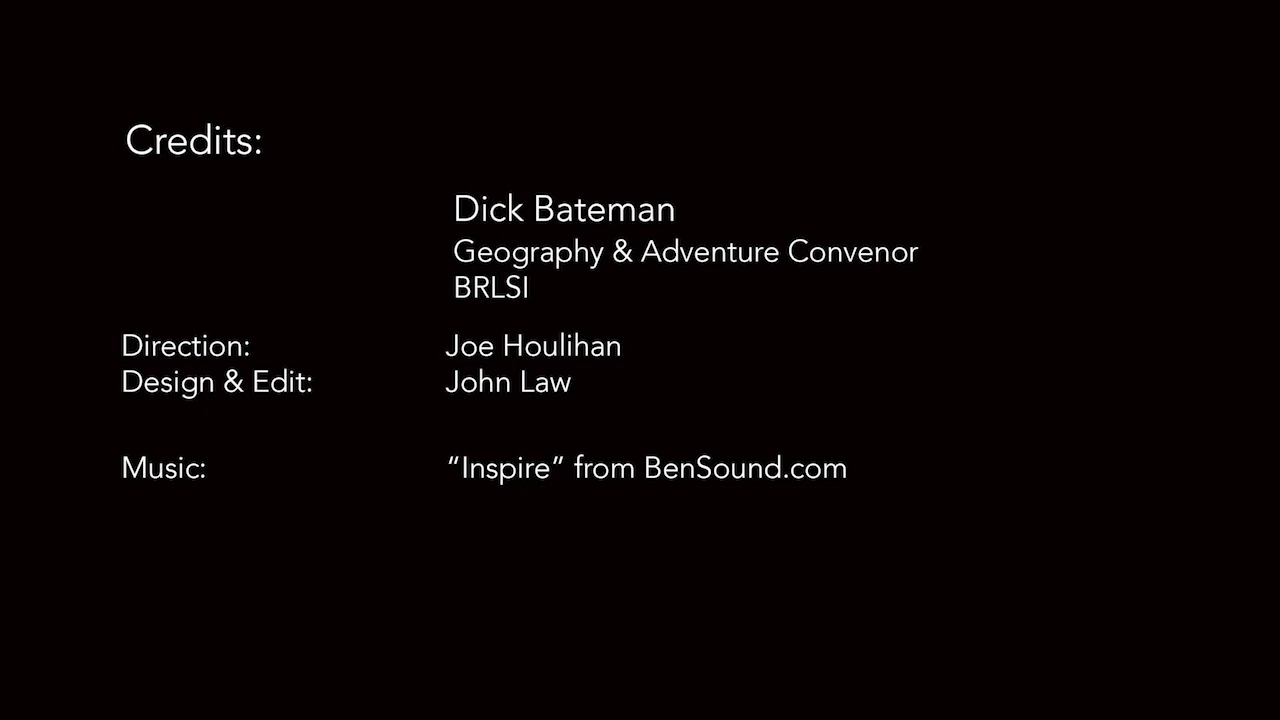 Credits:
Dick Bateman
Geography & Adventure Convenor
BRLSI
Direction: Joe Houlihan
Design & Edit: John Law
Music: “Inspire” from BenSound.com